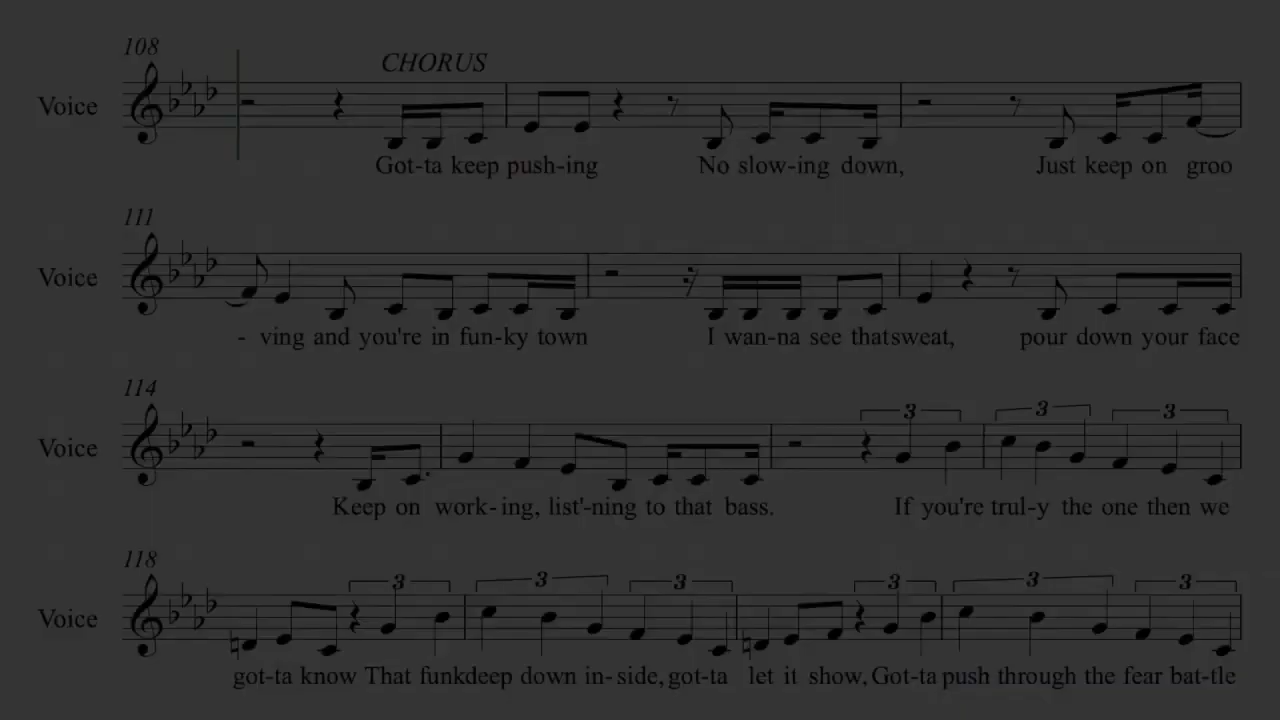 108
CHORUS
Voice
Got-ta keep push-ing No slow-ing down, Just keep on groo
111
Voice
- ving and you're in fun-ky town I wan-na see thatsweat, pour down your face
114
3 3 3
Voice
Keep on work-ing, list'-ning to that bass. If you're trul-y the one then we
118
3 3 3 3 3 3
Voice
got-ta know That funkdeep down in-side, got-ta let it show, Got-ta push through the fear bat-tle